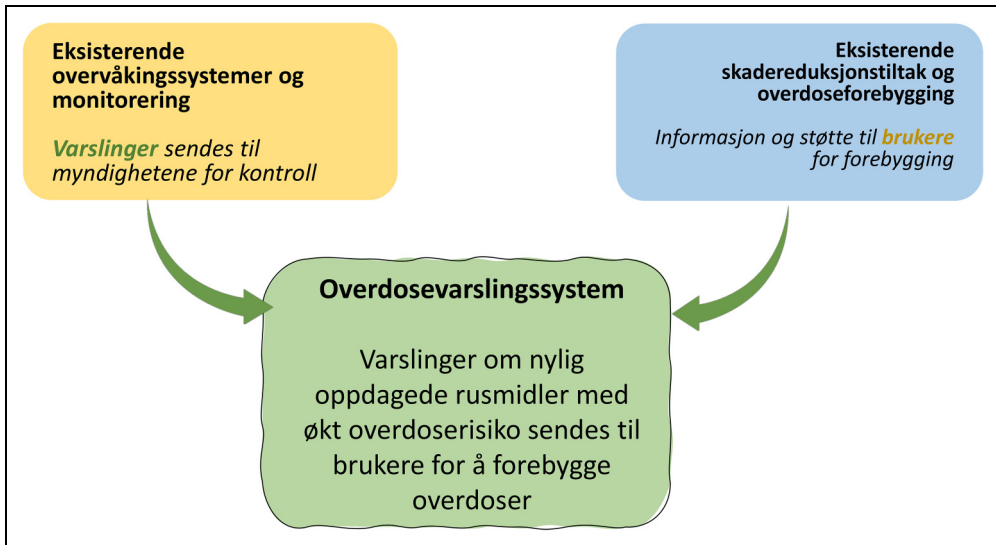 Eksisterende
overvåkingssystemer og
monitorering
Varslinger sendes til
myndighetene for kontroll
Eksisterende
skadereduksjonstiltak og
overdoseforebygging
Informasjon og støtte til brukere
for forebygging
Overdosevarslingssystem
Varslinger om nylig
oppdagede rusmidler med
økt overdoserisiko sendes til
brukere for å forebygge
overdoser